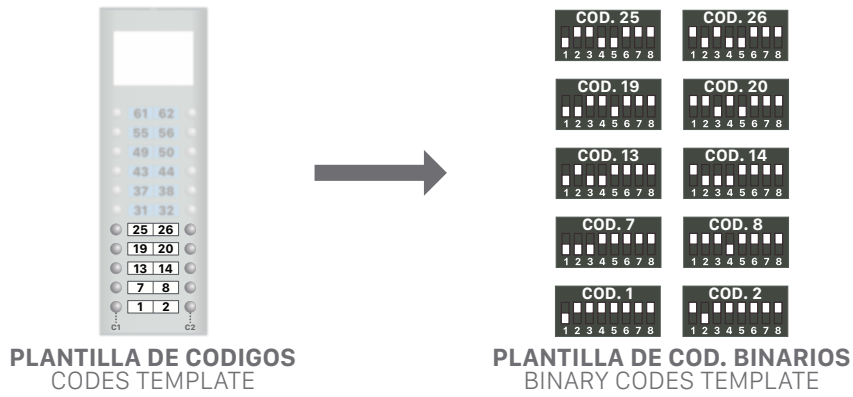 61 62
55 56
49 50
43 44
37 38
31 32
25 26
19 20
13 14
7 8
1 2
C1 C2
PLANTILLA DE CODIGOS
CODES TEMPLATE
COD. 25 COD. 26
1 2 3 4 5 6 7 8 1 2 3 4 5 6 7 8
COD. 19 COD. 20
1 2 3 4 5 6 7 8 1 2 3 4 5 6 7 8
COD. 13 COD. 14
1 2 3 4 5 6 7 8 1 2 3 4 5 6 7 8
COD. 7 COD. 8
1 2 3 4 5 6 7 8 1 2 3 4 5 6 7 8
COD. 1 COD. 2
1 2 3 4 5 6 7 8 1 2 3 4 5 6 7 8
PLANTILLA DE COD. BINARIOS
BINARY CODES TEMPLATE